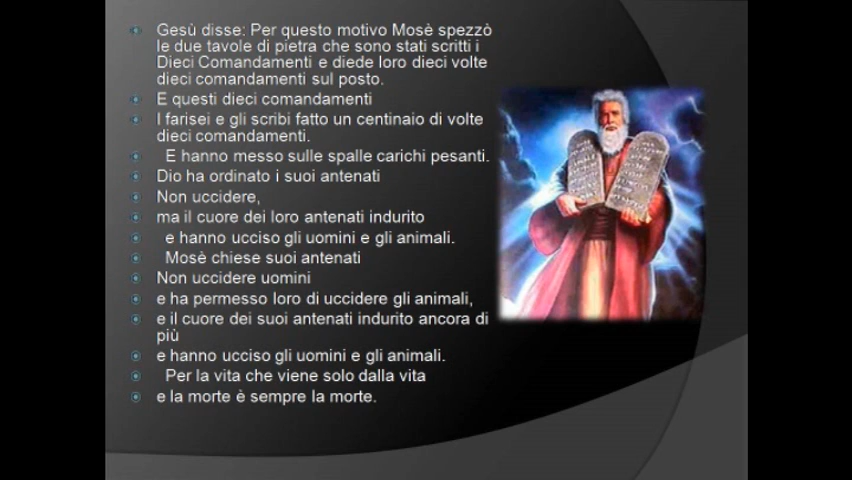 Gesù disse: Per questo motivo Mosè spezzò
le due tavole di pietra che sono stati scritti i
Dieci Comandamenti e diede loro dieci volte
dieci comandamenti sul posto.
E questi dieci comandamenti
I farisei e gli scribi fatto un centinaio di volte
dieci comandamenti.
E hanno messo sulle spalle carichi pesanti.
Dio ha ordinato i suoi antenati
Non uccidere,
ma il cuore dei loro antenati indurito
e hanno ucciso gli uomini e gli animali.
Mosè chiese suoi antenati
Non uccidere uomini
e ha permesso loro di uccidere gli animali,
e il cuore dei suoi antenati indurito ancora di
più
e hanno ucciso gli uomini e gli animali.
Per la vita che viene solo dalla vita
e la morte è sempre la morte.